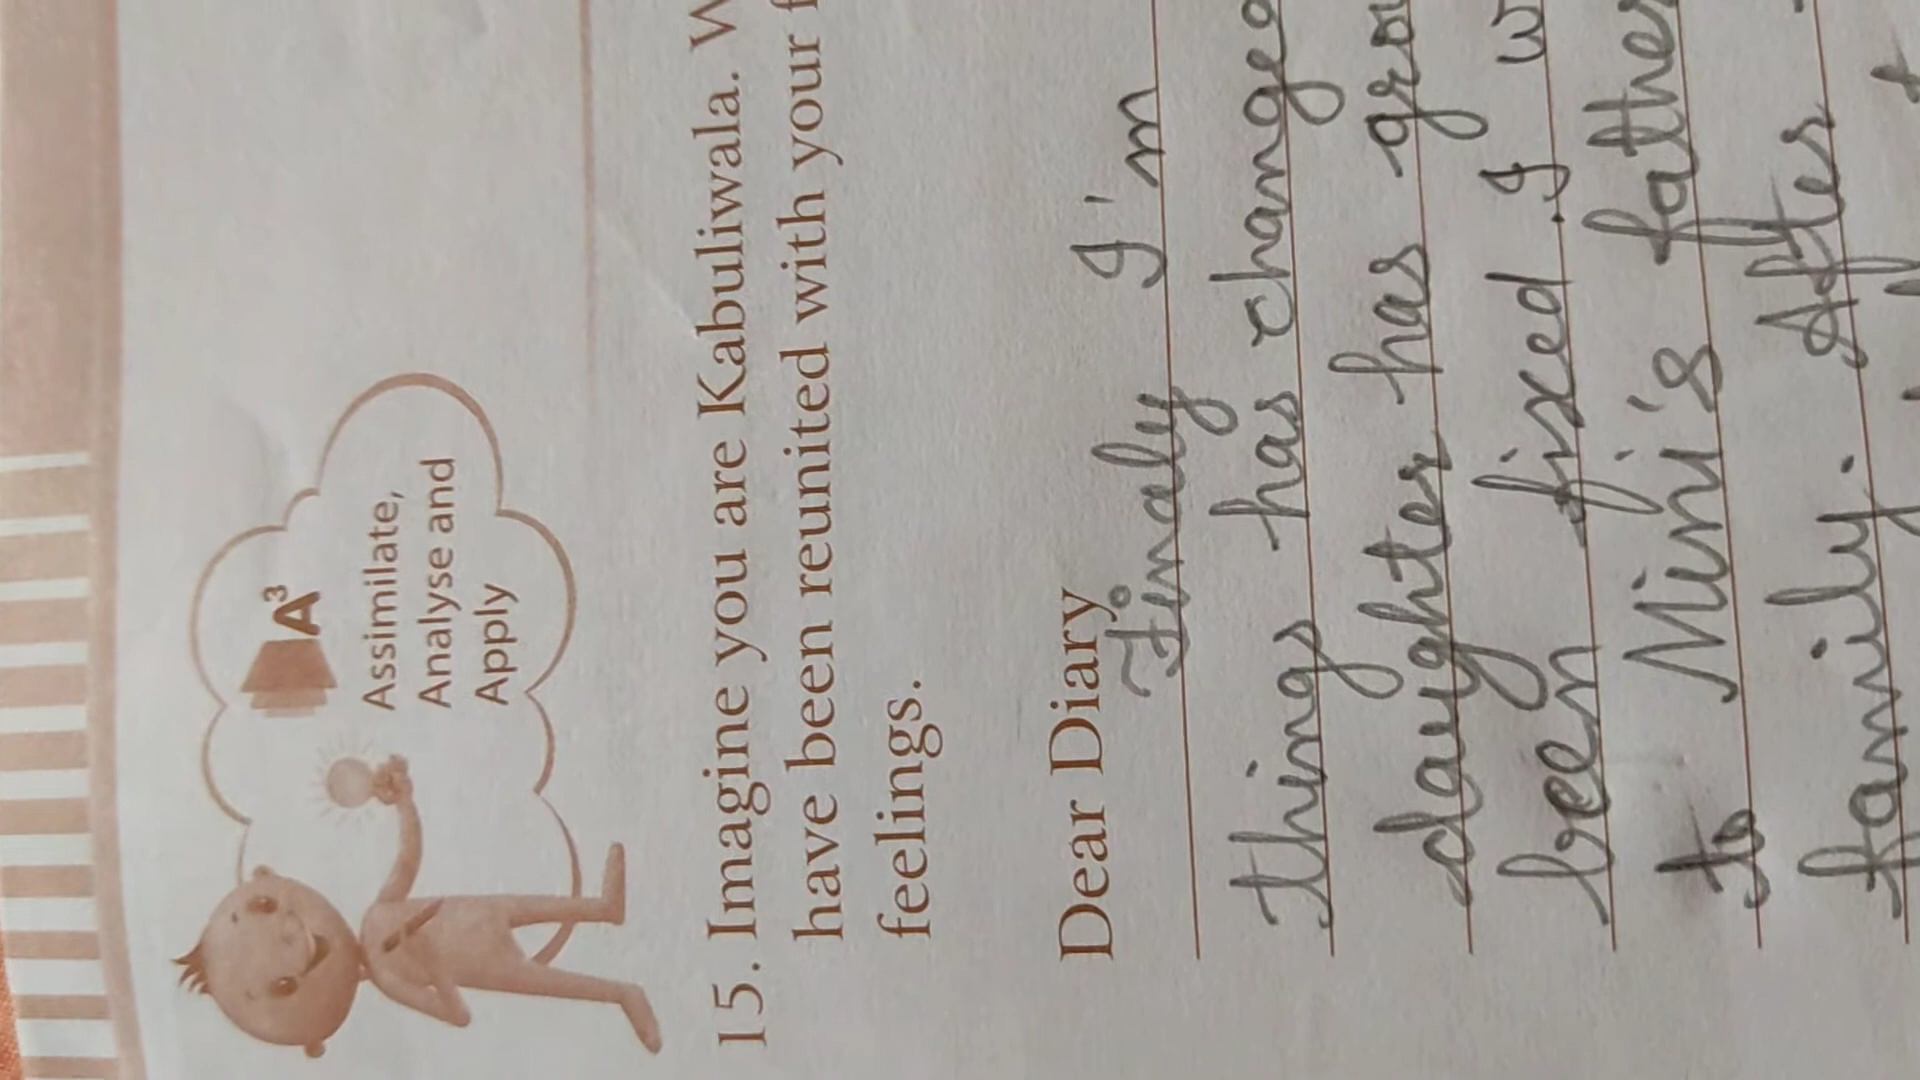 A³
Assimilate,
Analyse and
Apply
15. Imagine you are Kabuliwala. W
have been reunited with your f
feelings.
Dear Diary
Finaly I'm
things has changed
daughter has grow
been fixed. I w
to Mini's father
family. After